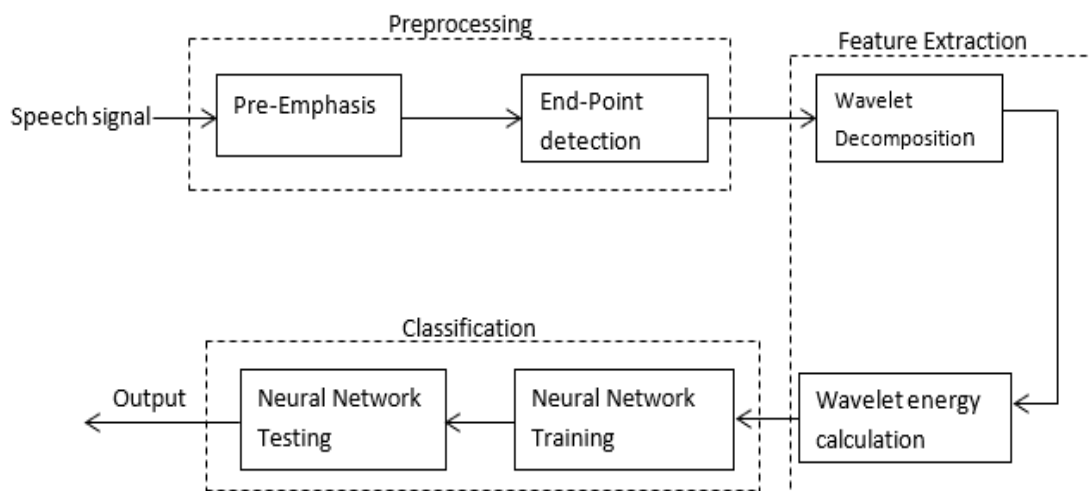 Preprocessing
Feature Extraction
Speech signal
Pre-Emphasis
End-Point
detection
Wavelet
Decomposition
Classification
Output
Neural Network
Testing
Neural Network
Training
Wavelet energy
calculation